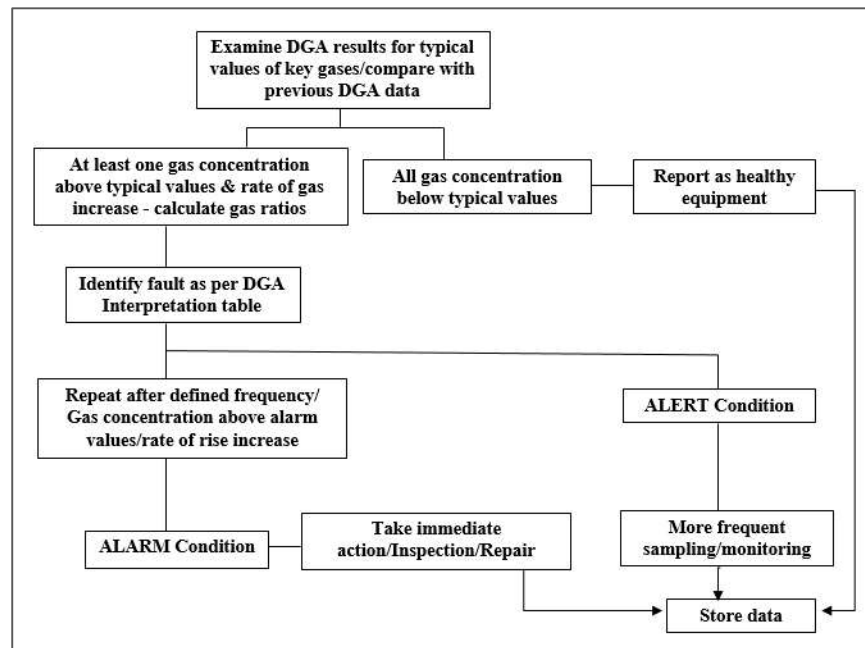 Examine DGA results for typical
values of key gases/compare with
previous DGA data
At least one gas concentration
above typical values & rate of gas
increase - calculate gas ratios
All gas concentration
below typical values
Report as healthy
equipment
Identify fault as per DGA
Interpretation table
Repeat after defined frequency/
Gas concentration above alarm
values/rate of rise increase
ALERT Condition
ALARM Condition
Take immediate
action/Inspection/Repair
More frequent
sampling/monitoring
Store data